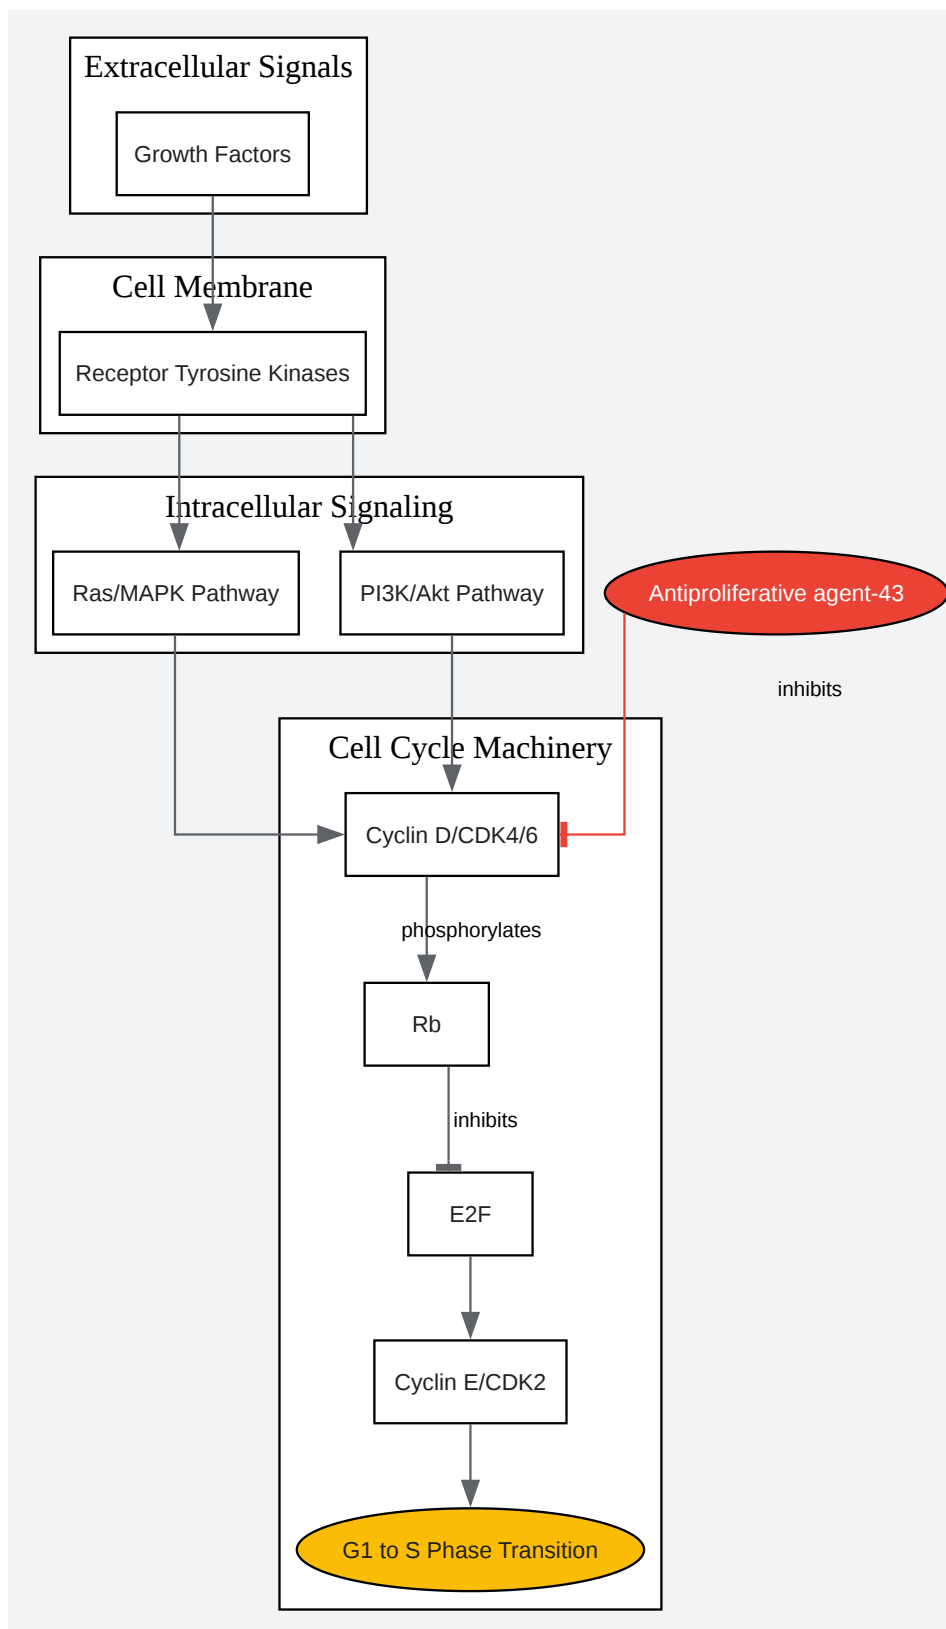 Extracellular Signals
Growth Factors
Cell Membrane
Receptor Tyrosine Kinases
Intracellular Signaling
Ras/MAPK Pathway
PI3K/Akt Pathway
Antiproliferative agent-43
inhibits
Cell Cycle Machinery
Cyclin D/CDK4/6
phosphorylates
Rb
inhibits
E2F
Cyclin E/CDK2
G1 to S Phase Transition